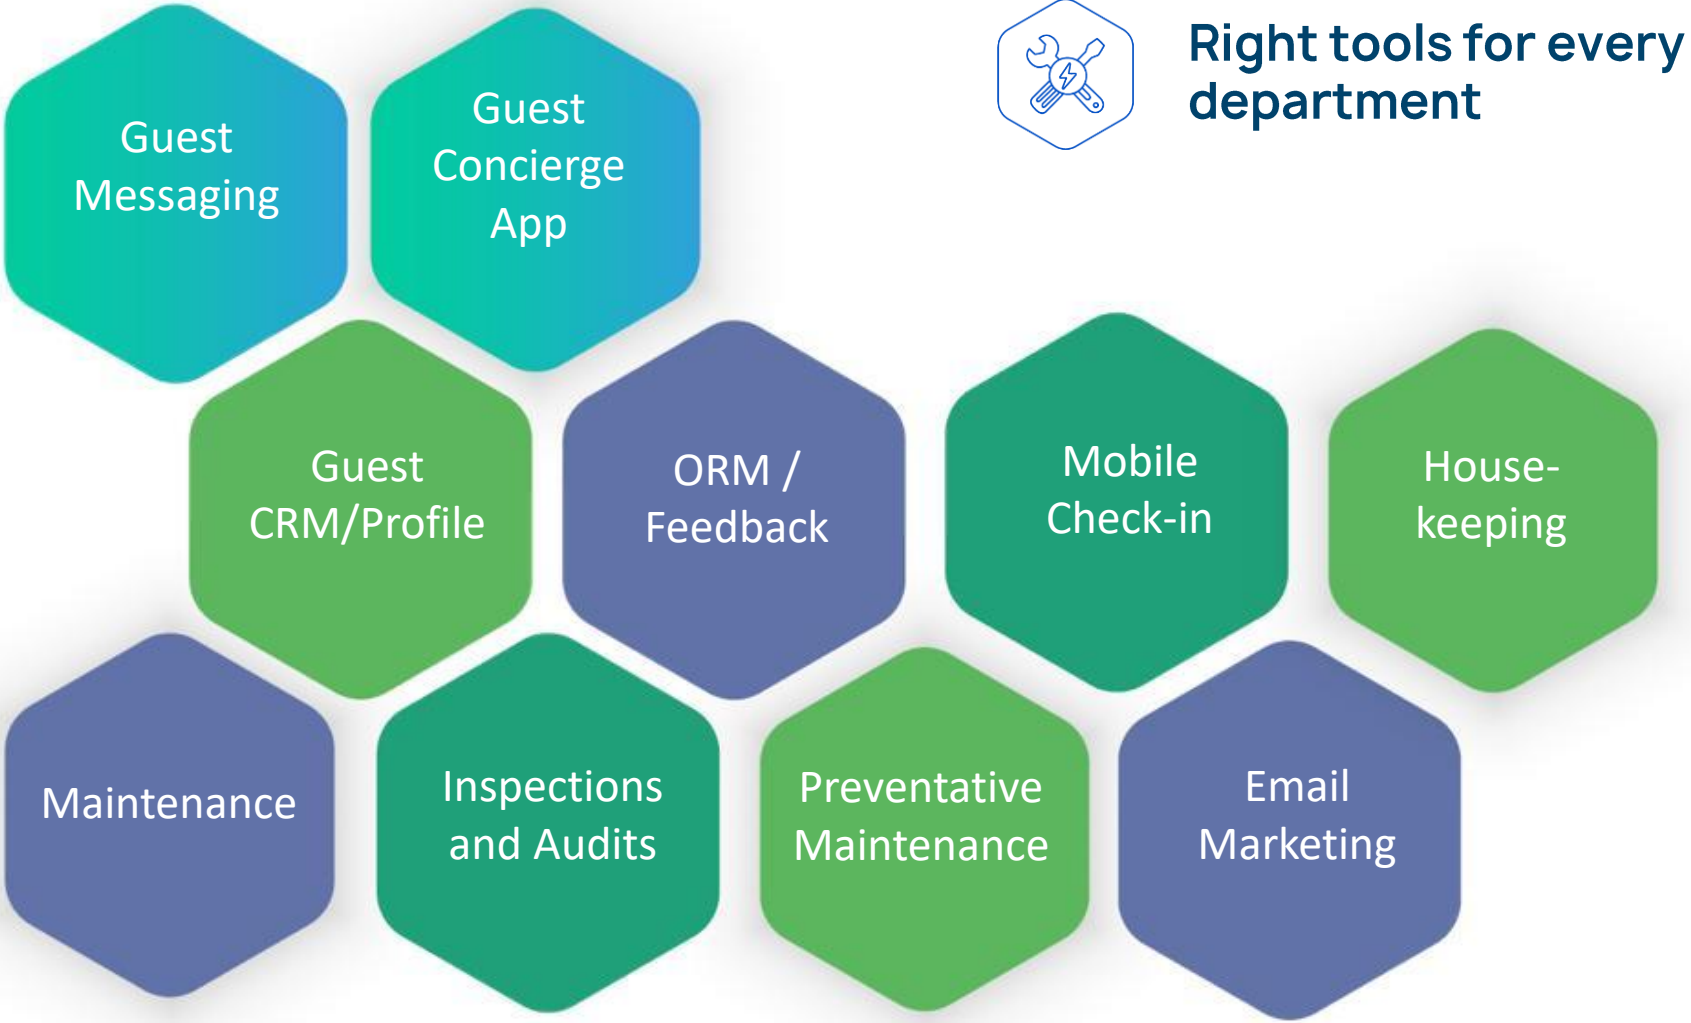 Right tools for every
department
Guest
Messaging
Guest
Concierge
App
Guest
CRM/Profile
ORM /
Feedback
Mobile
Check-in
House-
keeping
Maintenance
Inspections
and Audits
Preventative
Maintenance
Email
Marketing